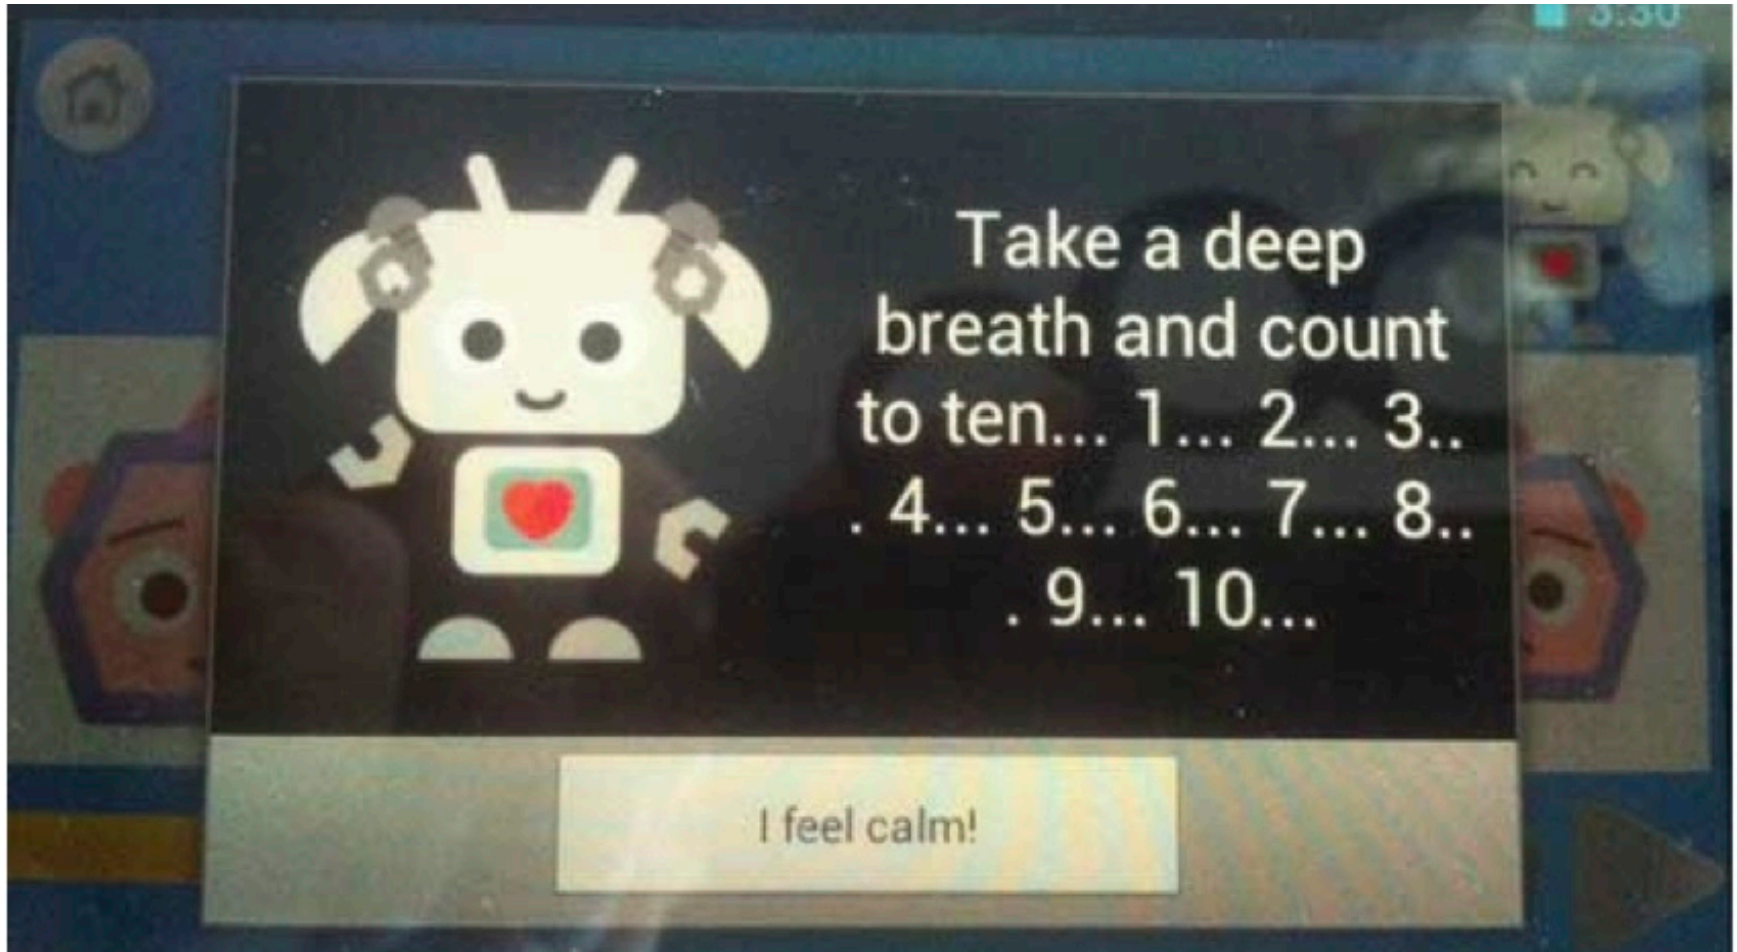 Take a deep
breath and count
to ten... 1... 2... 3..
. 4... 5... 6... 7... 8..
. 9... 10...
I feel calm!